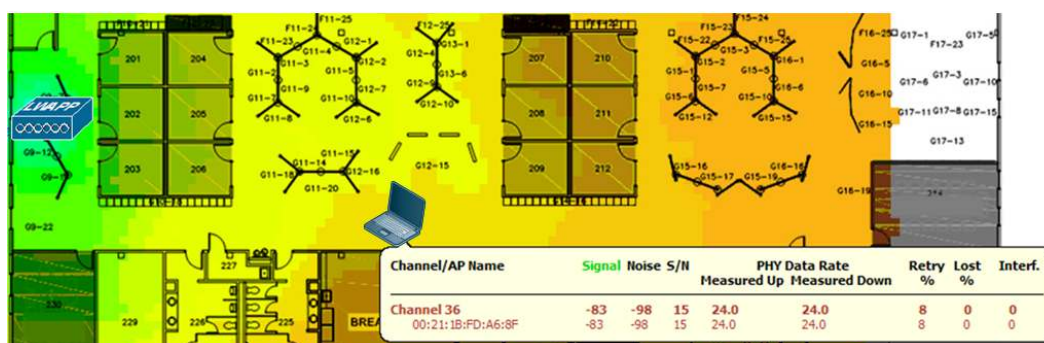 F11-25
F15-24
F11-24
F12-25
F16-25
G17-1
G17-5
F11-23
G12-1
G13-1
F15-22
F15-25
F17-23
G11-4
G12-4
G15-3
201
204
G11-3
G12-2
207
210
G15-2
G16-1
G16-5
G11-2
G11-5
G13-6
G15-1
G15-5
G17-6
G17-3
G17-10
G11-9
G12-7
G12-9
G15-7
G16-6
G11-7
G11-10
G12-10
G15-6
G16-10
LWAPP
202
205
G11-8
G12-6
208
211
G15-12
G15-15
G16-15
G17-11
G17-8
G17-15
G9-12
G17-13
G11-15
203
206
G11-14
G12-15
209
212
G15-16
G16-16
G11-18
G12-16
G15-17
G15-19
G11-20
G16-19
G9-22
227
229
226
225
BREA
Channel/AP Name Signal Noise S/N PHY Data Rate Retry Lost Interf.
Measured Up Measured Down % %
Channel 36 -83 -98 15 24.0 24.0 8 0 0
00:21:1B:FD:A6:8F -83 -98 15 24.0 24.0 8 0 0